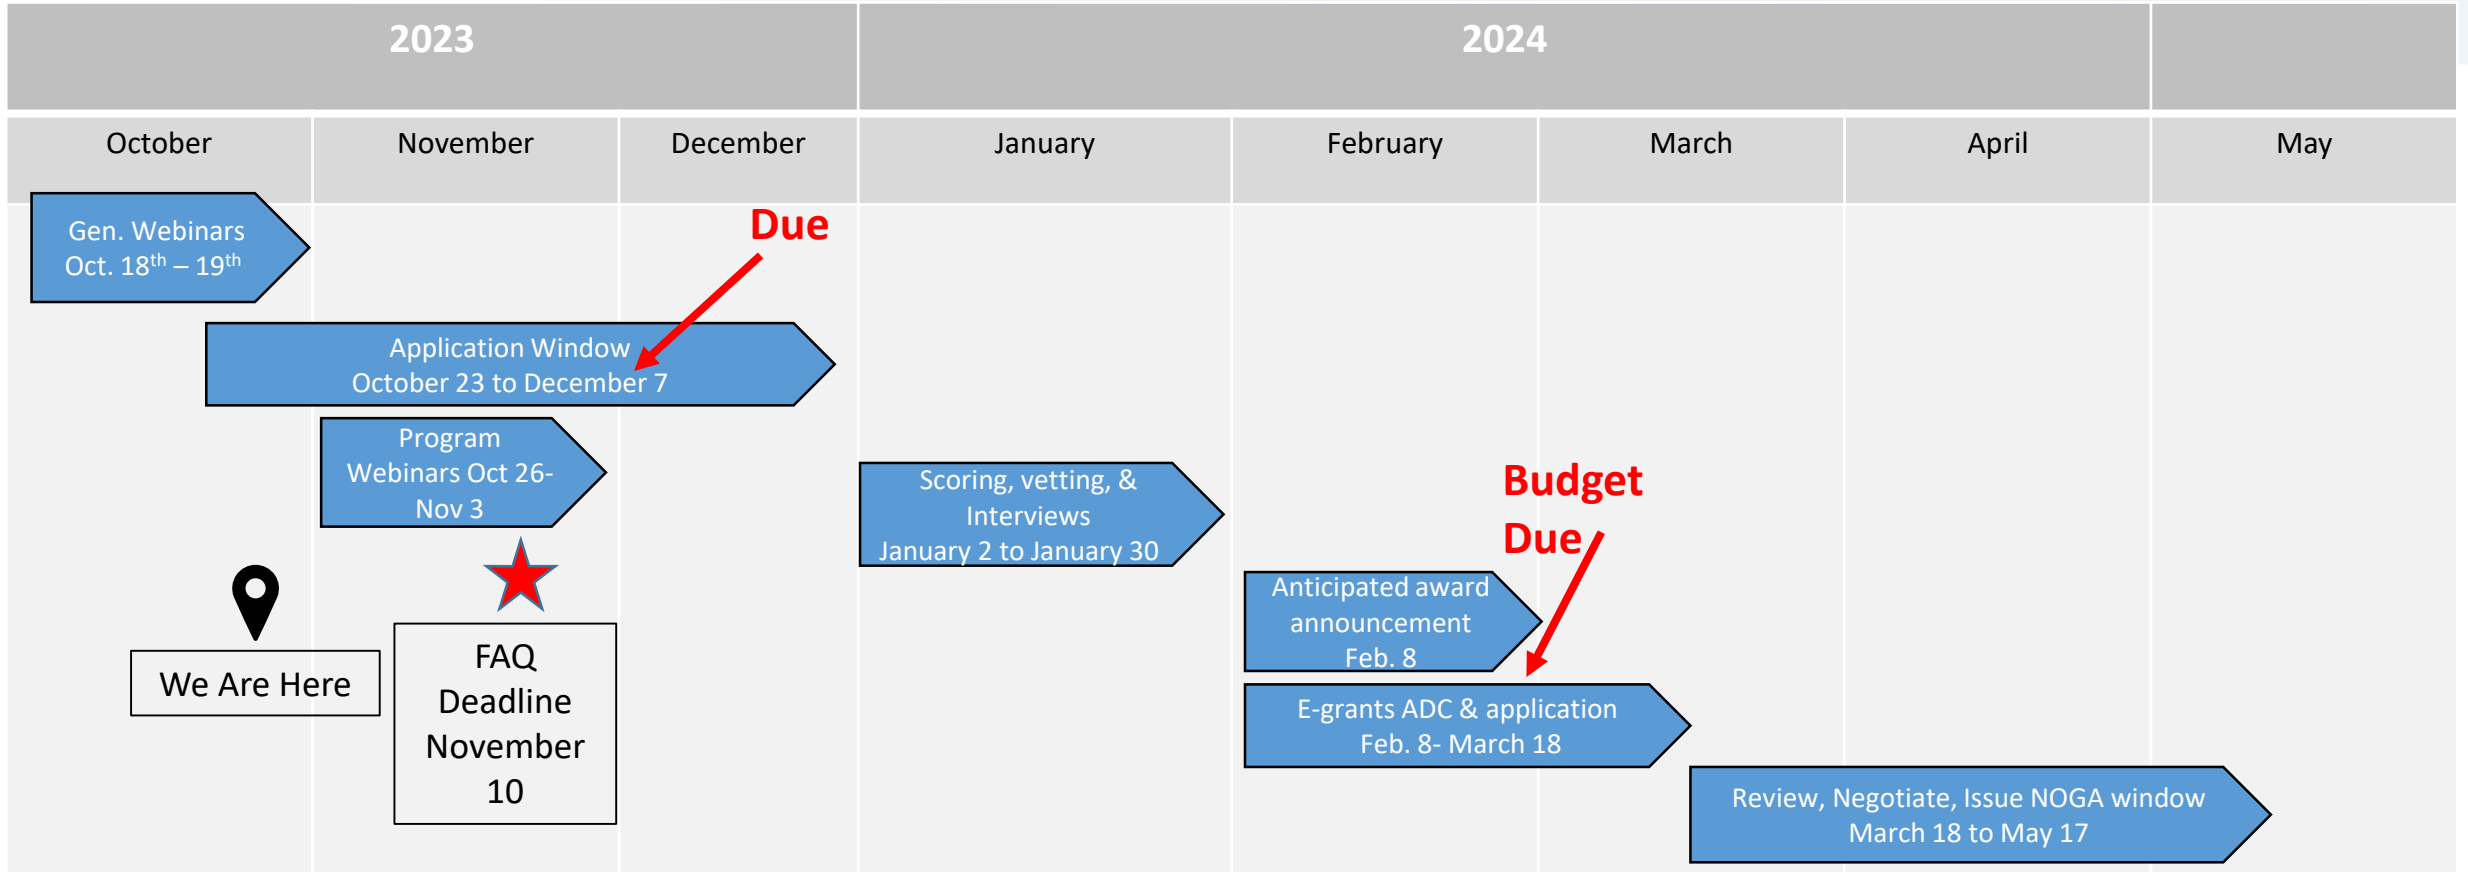 2023
2024
October
November
December
January
February
March
April
May
Gen. Webinars
Oct. 18th – 19th
Due
Application Window
October 23 to December 7
Program
Webinars Oct 26-
Nov 3
Scoring, vetting, &
Interviews
January 2 to January 30
Budget
Due
We Are Here
FAQ
Deadline
November
10
Anticipated award
announcement
Feb. 8
E-grants ADC & application
Feb. 8- March 18
Review, Negotiate, Issue NOGA window
March 18 to May 17